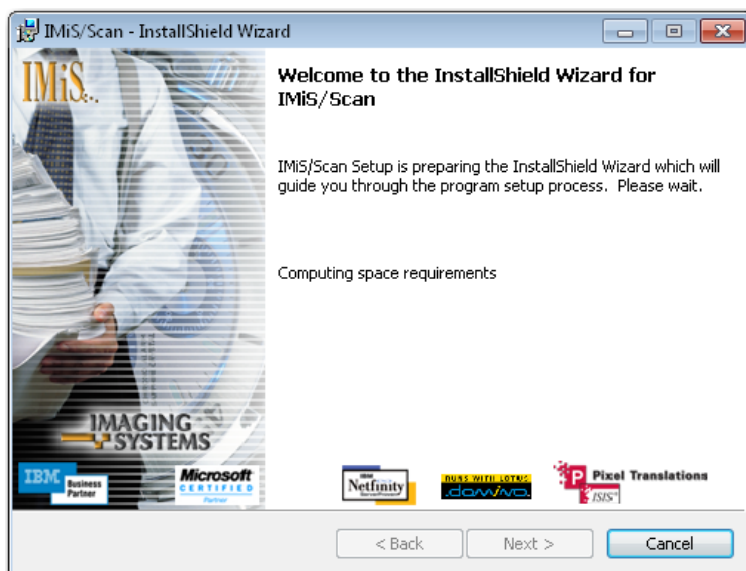 IMiS/Scan - InstallShield Wizard
IMiS
Welcome to the InstallShield Wizard for
IMiS/Scan
IMiS/Scan Setup is preparing the InstallShield Wizard which will
guide you through the program setup process. Please wait.
Computing space requirements
IMAGING
SYSTEMS
IBM
Business
Partner
Microsoft
CERTIFIED
Partner
IBM
Netfinity
RUNS WITH LOTUS
domino
Pixel Translations
ISIS
< Back
Next >
Cancel